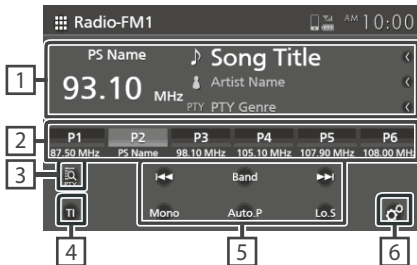 Radio-FM1 AM 10:00
PS Name Song Title
93.10 MHz Artist Name
PTY PTY Genre
1
2
P1 P2 P3 P4 P5 P6
87.50 MHz PS Name 98.10 MHz 105.10 MHz 107.90 MHz 108.00 MHz
3
PTY
Band
TI Mono Auto.P Lo.S
4 5 6